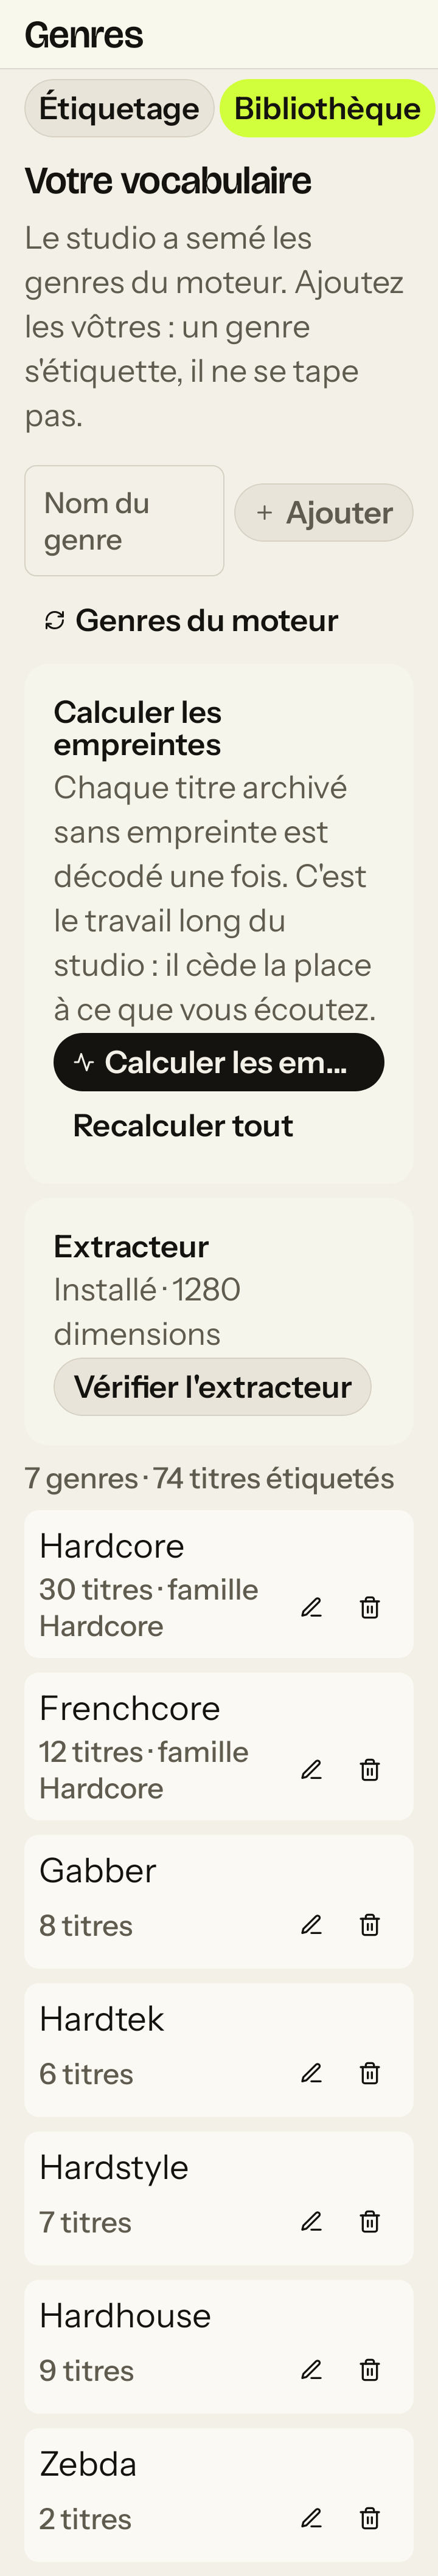 Genres
Étiquetage
Bibliothèque
Votre vocabulaire
Le studio a semé les
genres du moteur. Ajoutez
les vôtres : un genre
s'étiquette, il ne se tape
pas.
Nom du
genre
Ajouter
Genres du moteur
Calculer les
empreintes
Chaque titre archivé
sans empreinte est
décodé une fois. C'est
le travail long du
studio : il cède la place
à ce que vous écoutez.
Calculer les em...
Recalculer tout
Extracteur
Installé · 1280
dimensions
Vérifier l'extracteur
7 genres · 74 titres étiquetés
Hardcore
30 titres · famille
Hardcore
Frenchcore
12 titres · famille
Hardcore
Gabber
8 titres
Hardtek
6 titres
Hardstyle
7 titres
Hardhouse
9 titres
Zebda
2 titres